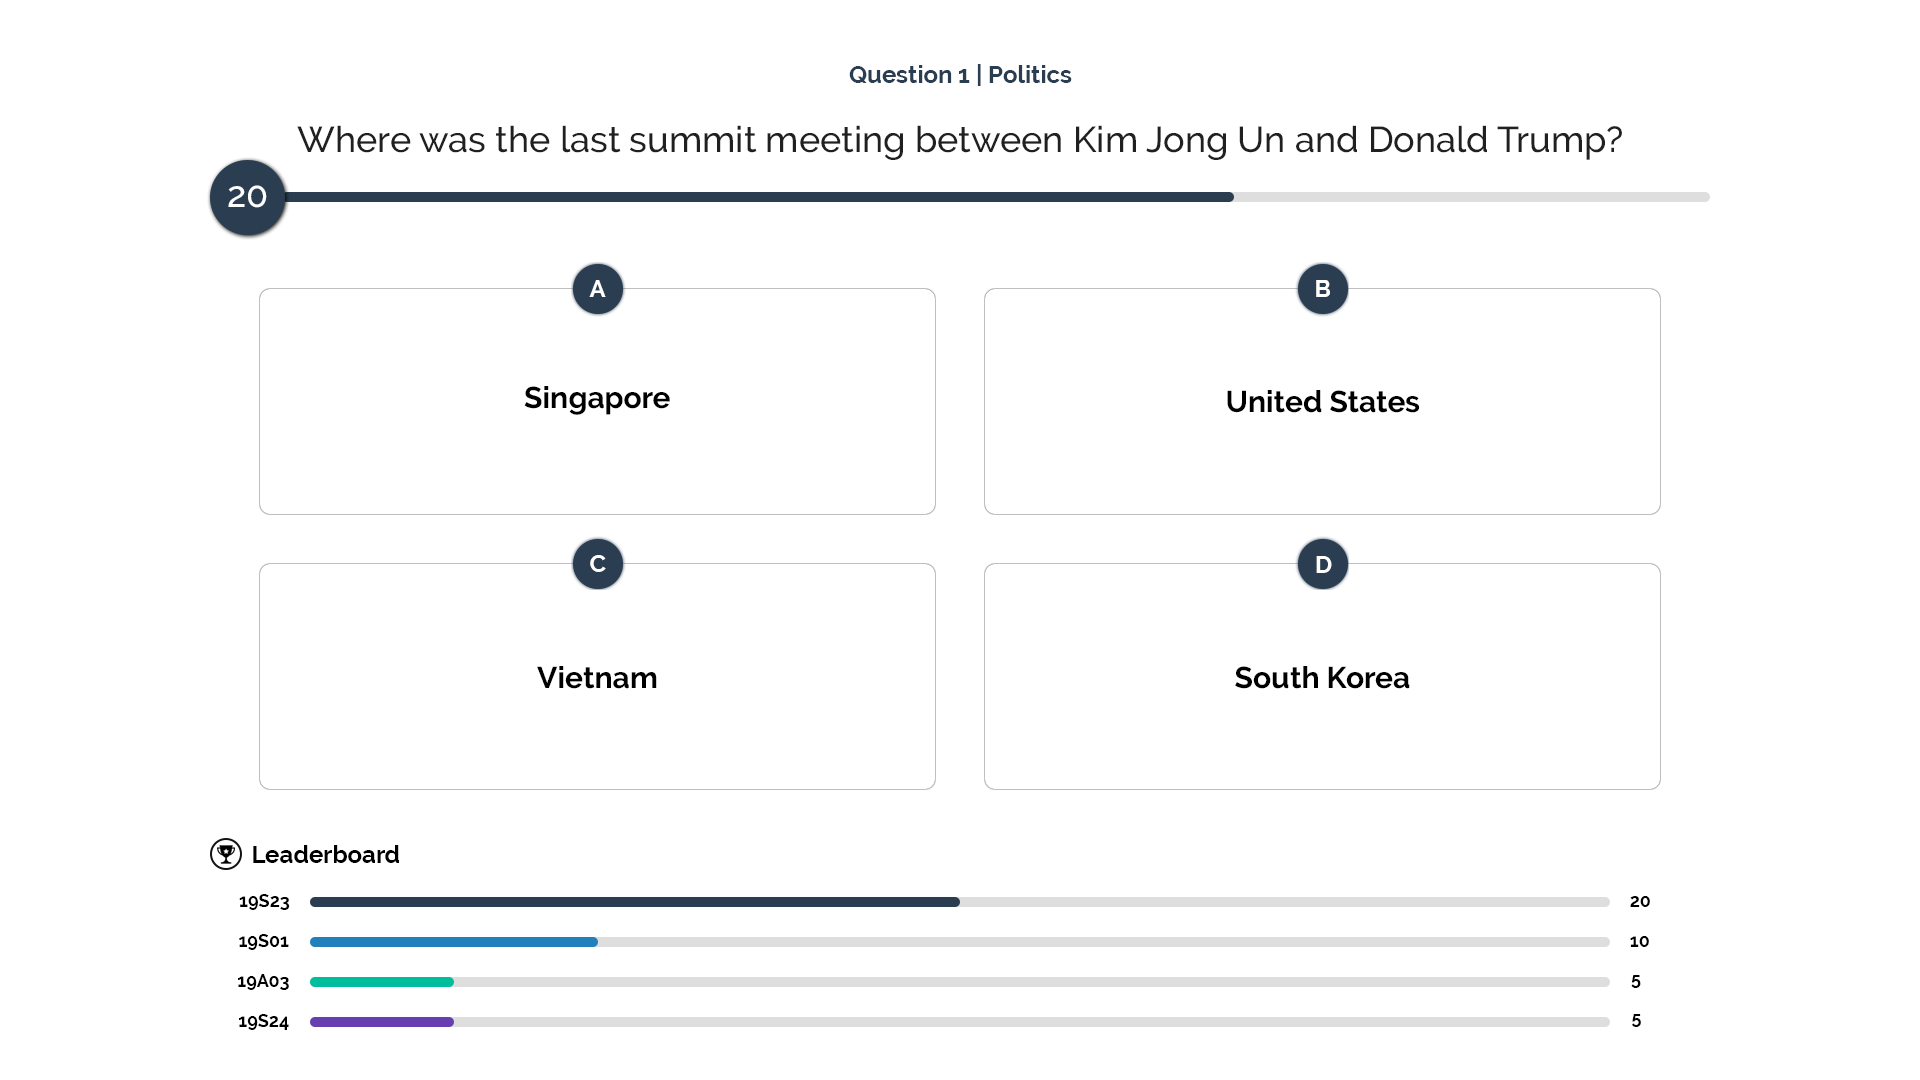 Question 1 | Politics
Where was the last summit meeting between Kim Jong Un and Donald Trump?
20
A
Singapore
B
United States
C
Vietnam
D
South Korea
Leaderboard
19S23 20
19S01 10
19A03 5
19S24 5